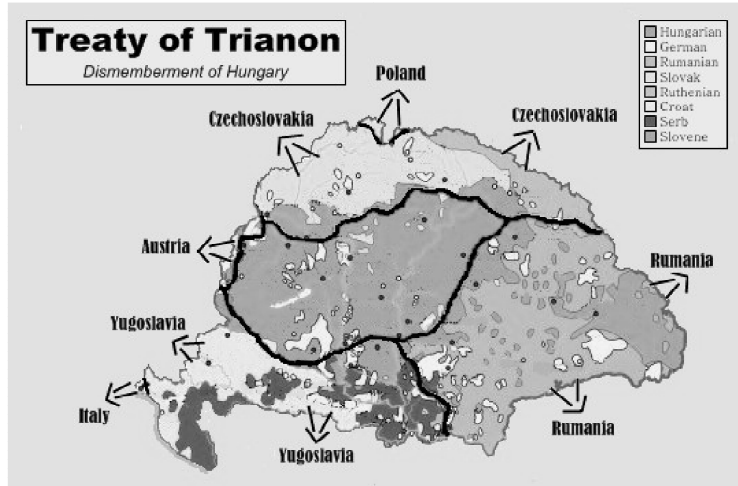 Treaty of Trianon
Dismemberment of Hungary
Hungarian
German
Rumanian
Slovak
Ruthenian
Croat
Serb
Slovene
Poland
Czechoslovakia
Czechoslovakia
Austria
Rumania
Yugoslavia
Italy
Yugoslavia
Rumania